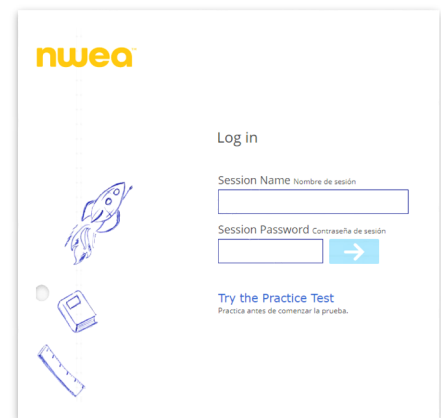 nwea
Log in
Session Name Nombre de sesión
Session Password Contraseña de sesión
Try the Practice Test
Practica antes de comenzar la prueba.